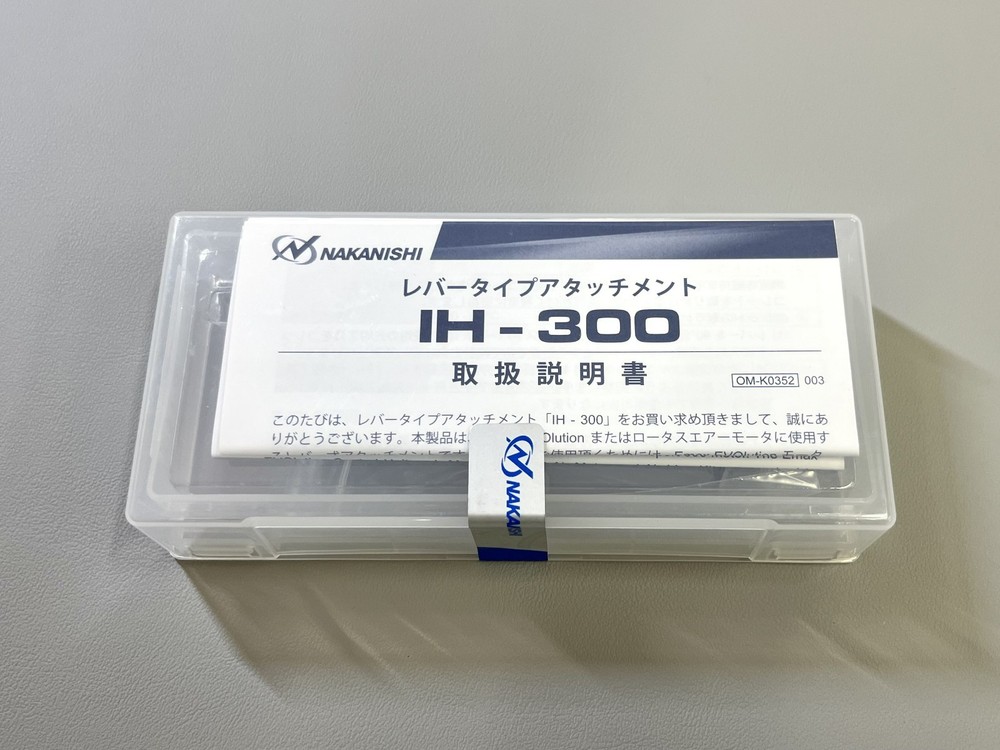 NAKANISHI
レバータイプアタッチメント
IH - 300
取扱説明書
OM-K0352 003
このたびは、レバータイプアタッチメント「IH - 300」をお買い求め頂きまして、誠にあ
りがとうございます。本製品は、 Olution またはロータスエアーモータに使用す
NAKANISHI